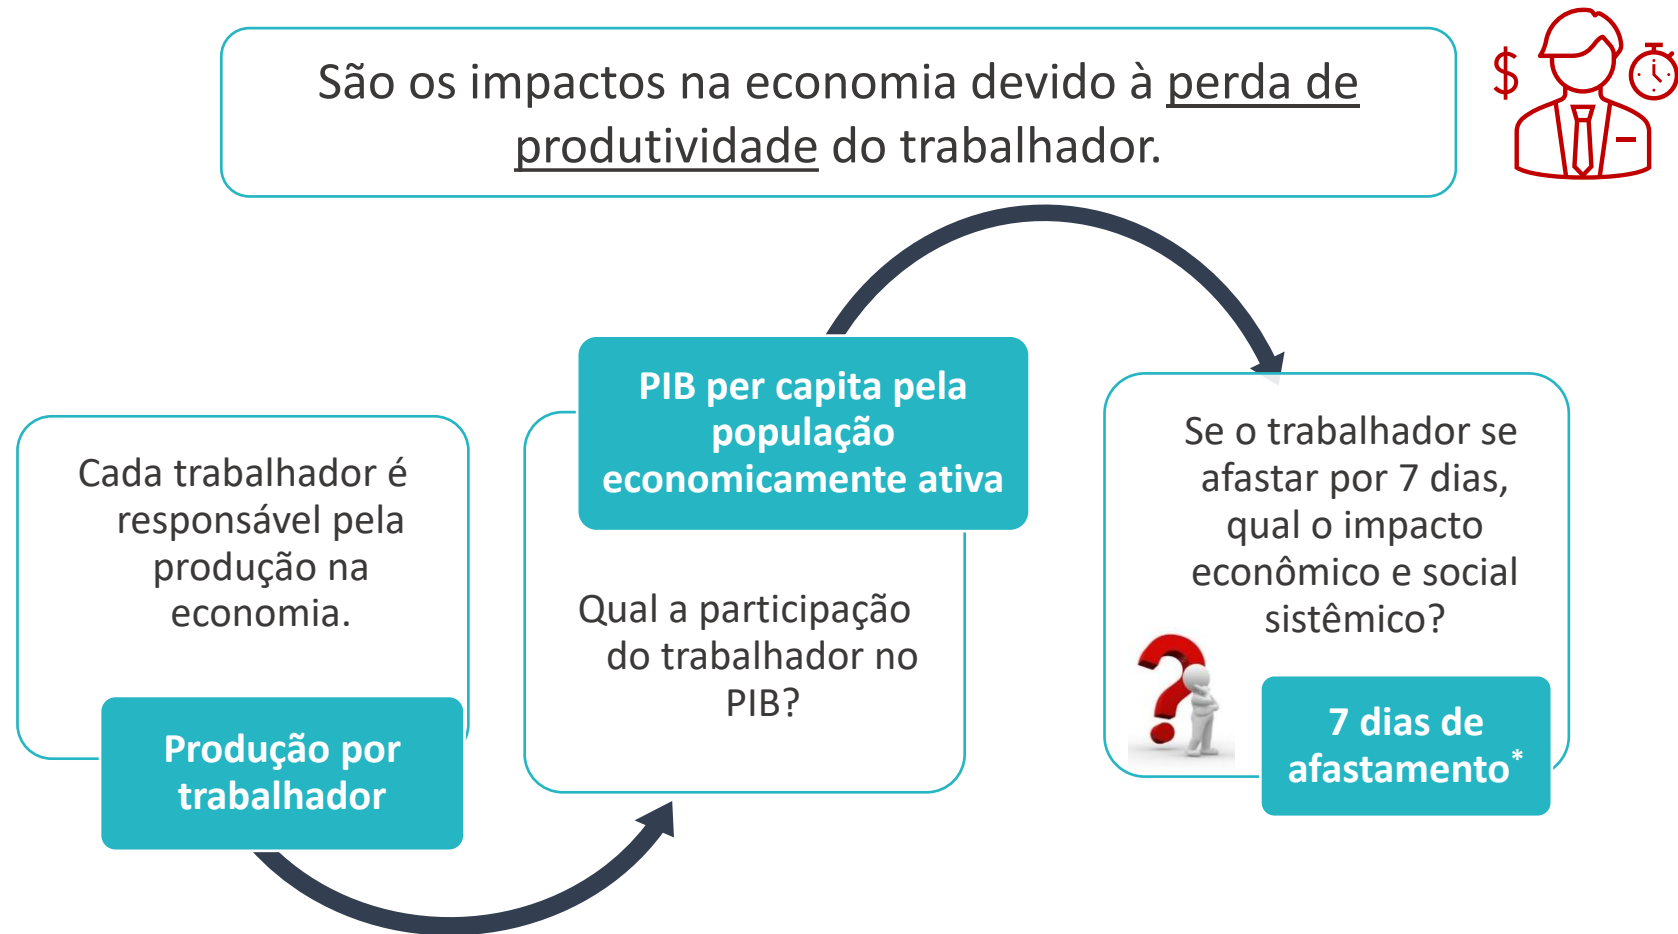 São os impactos na economia devido à perda de
produtividade do trabalhador.
$
Cada trabalhador é
responsável pela
produção na
economia.
Produção por
trabalhador
PIB per capita pela
população
economicamente ativa
Qual a participação
do trabalhador no
PIB?
Se o trabalhador se
afastar por 7 dias,
qual o impacto
econômico e social
sistêmico?
?
7 dias de
afastamento*